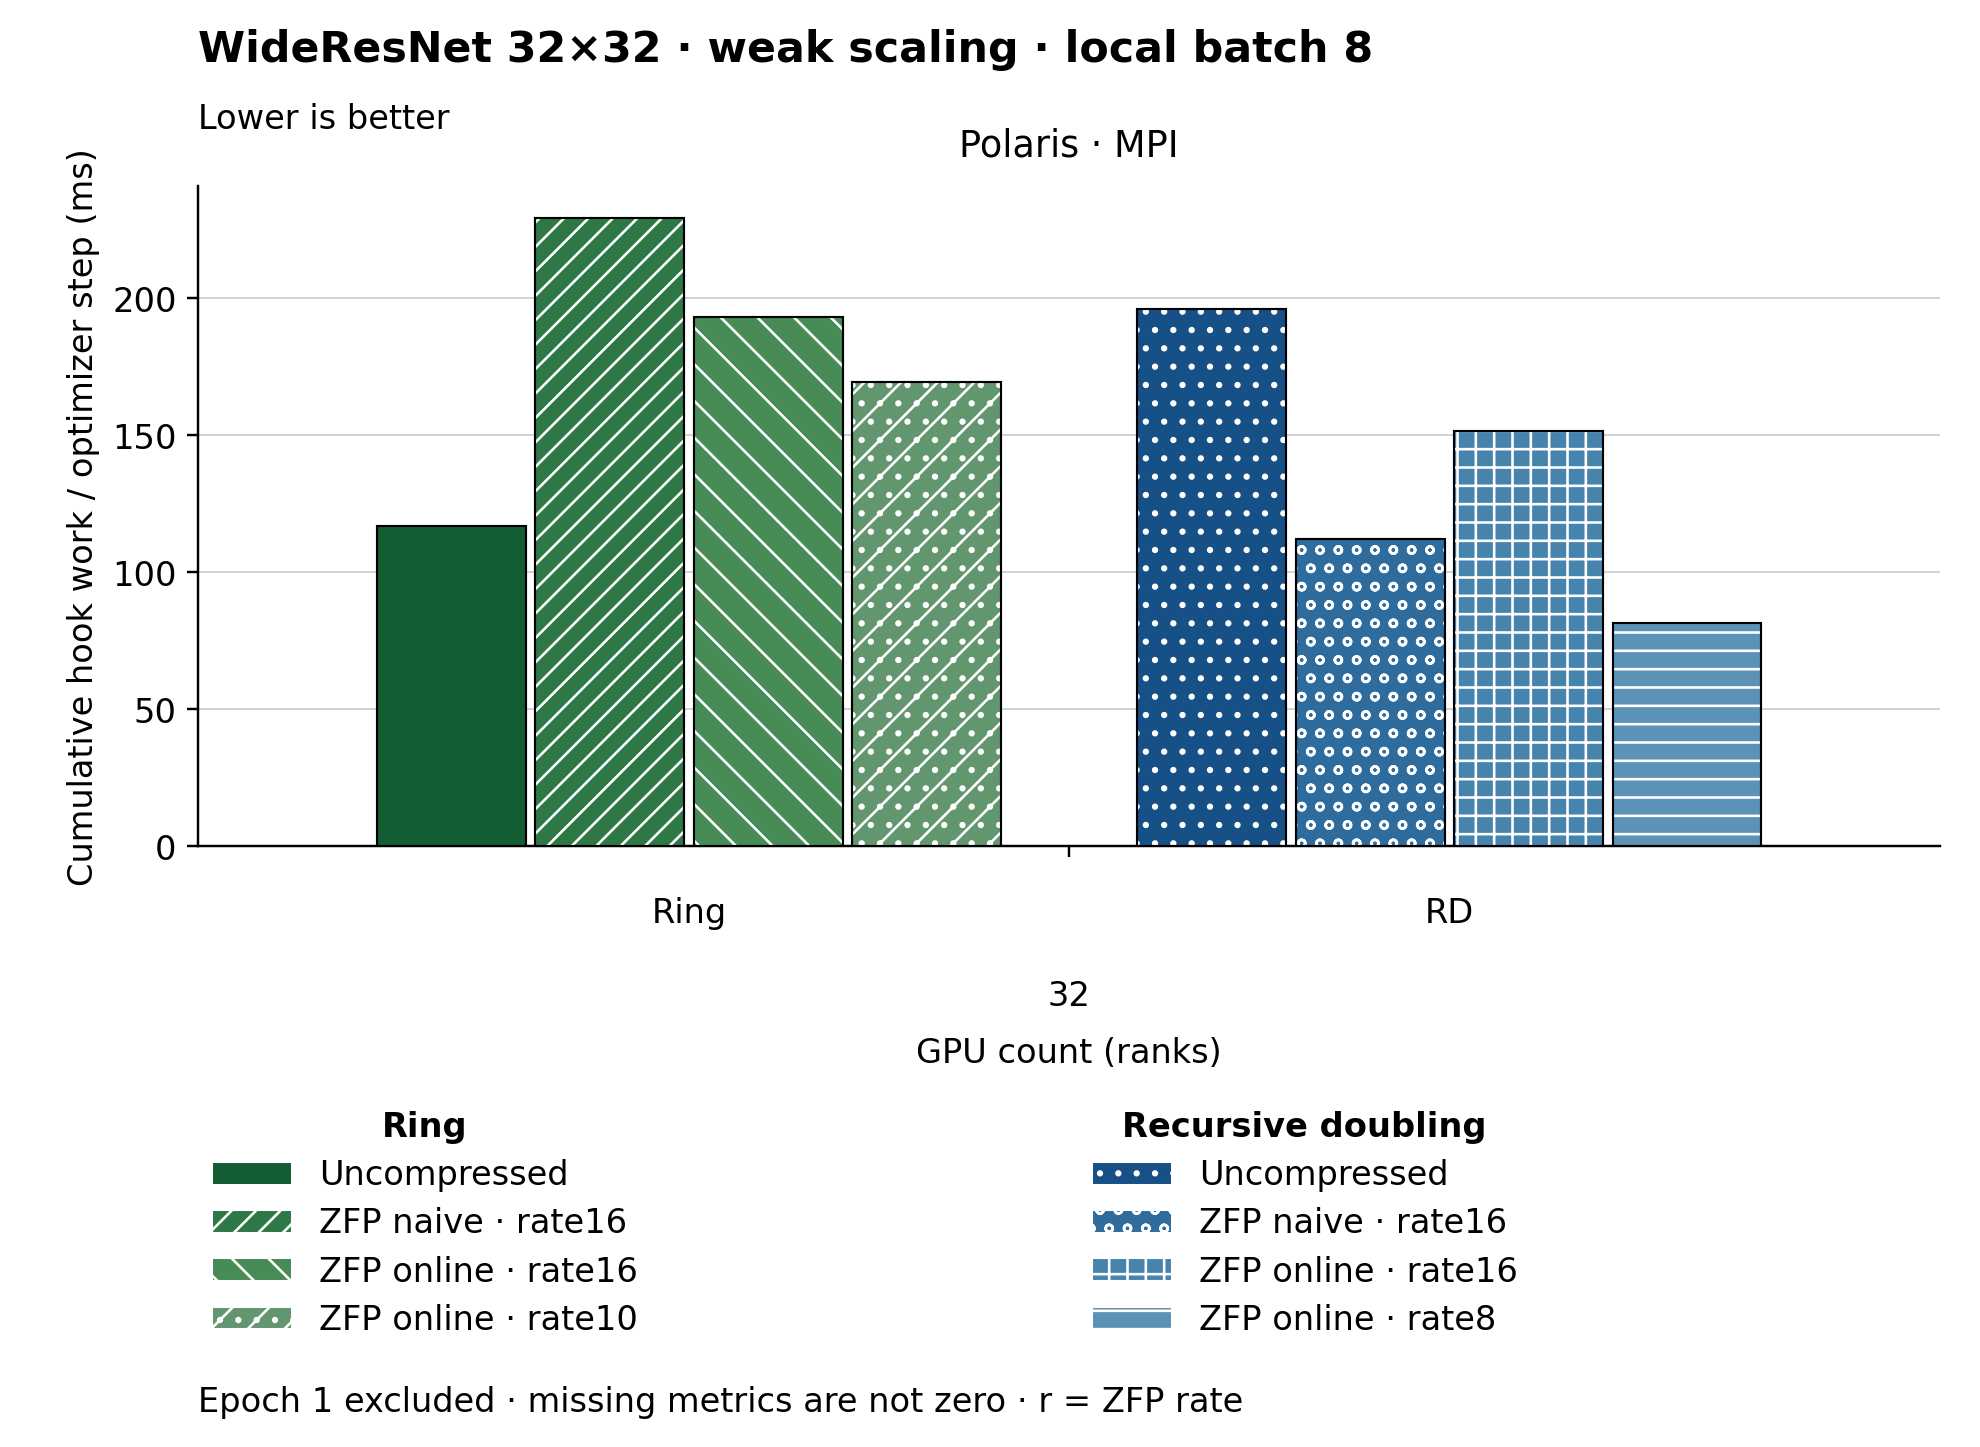 WideResNet 32×32 · weak scaling · local batch 8
Lower is better
Polaris · MPI
Cumulative hook work / optimizer step (ms)
200
150
100
50
0
Ring
RD
32
GPU count (ranks)
Ring
Uncompressed
ZFP naive · rate16
ZFP online · rate16
ZFP online · rate10
Recursive doubling
Uncompressed
ZFP naive · rate16
ZFP online · rate16
ZFP online · rate8
Epoch 1 excluded · missing metrics are not zero · r = ZFP rate